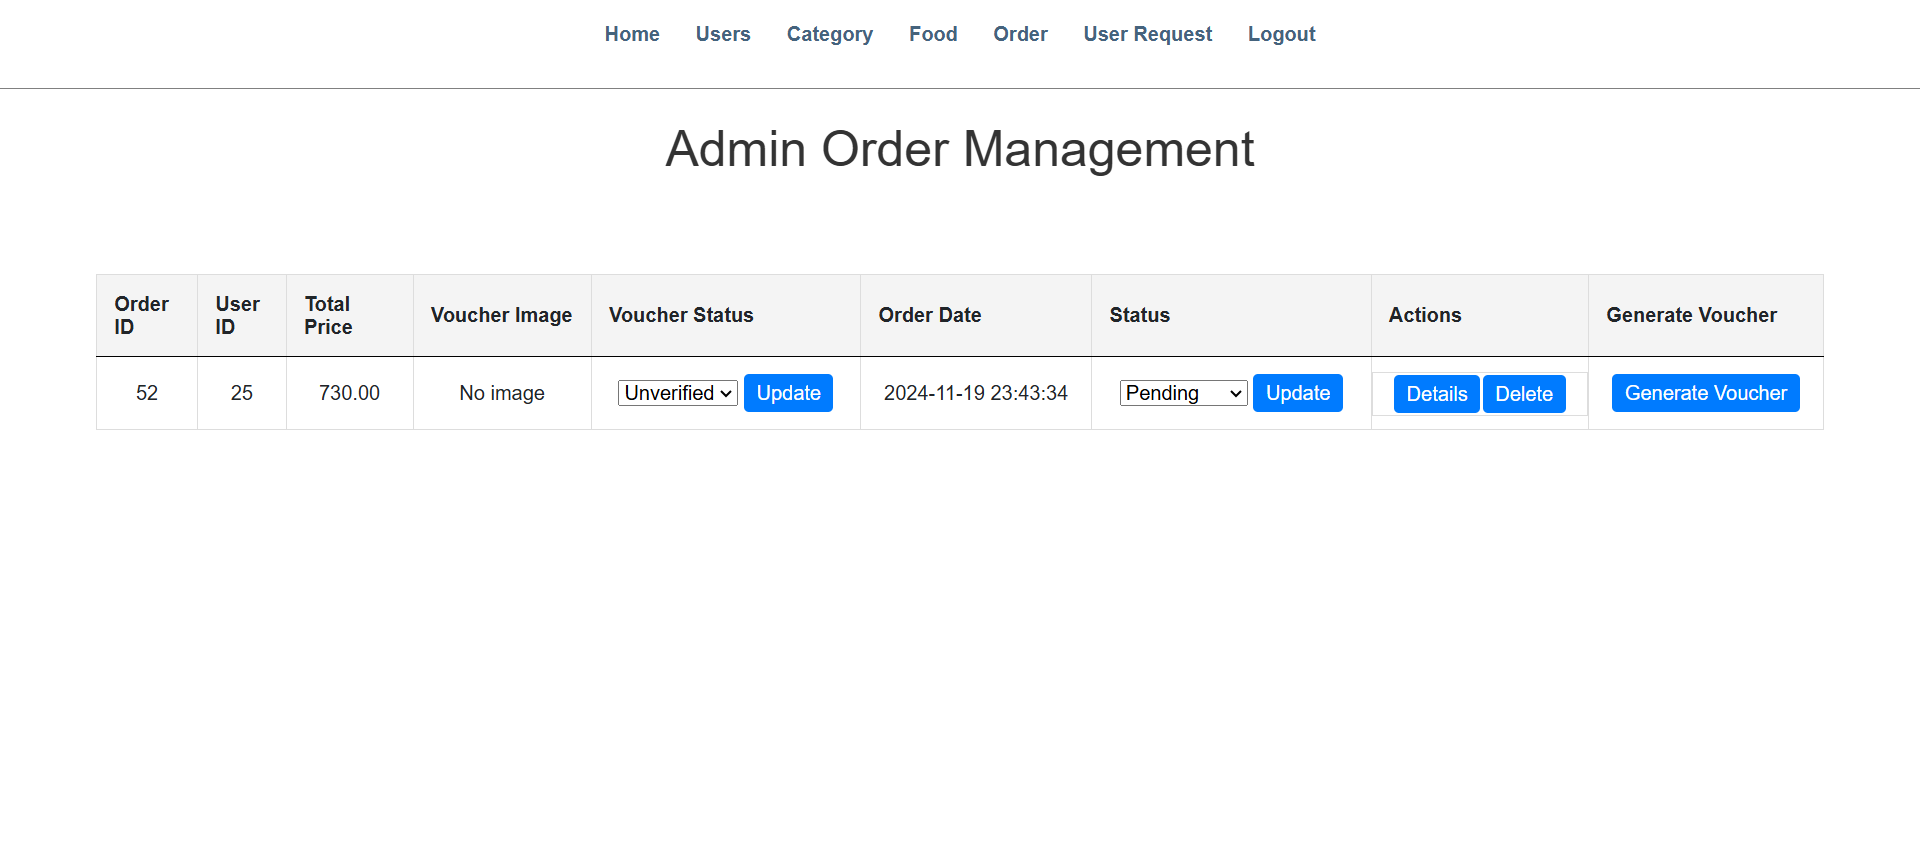 Home Users Category Food Order User Request Logout
Admin Order Management
Order ID User ID Total Price Voucher Image Voucher Status Order Date Status Actions Generate Voucher
52 25 730.00 No image Unverified Update 2024-11-19 23:43:34 Pending Update Details Delete Generate Voucher